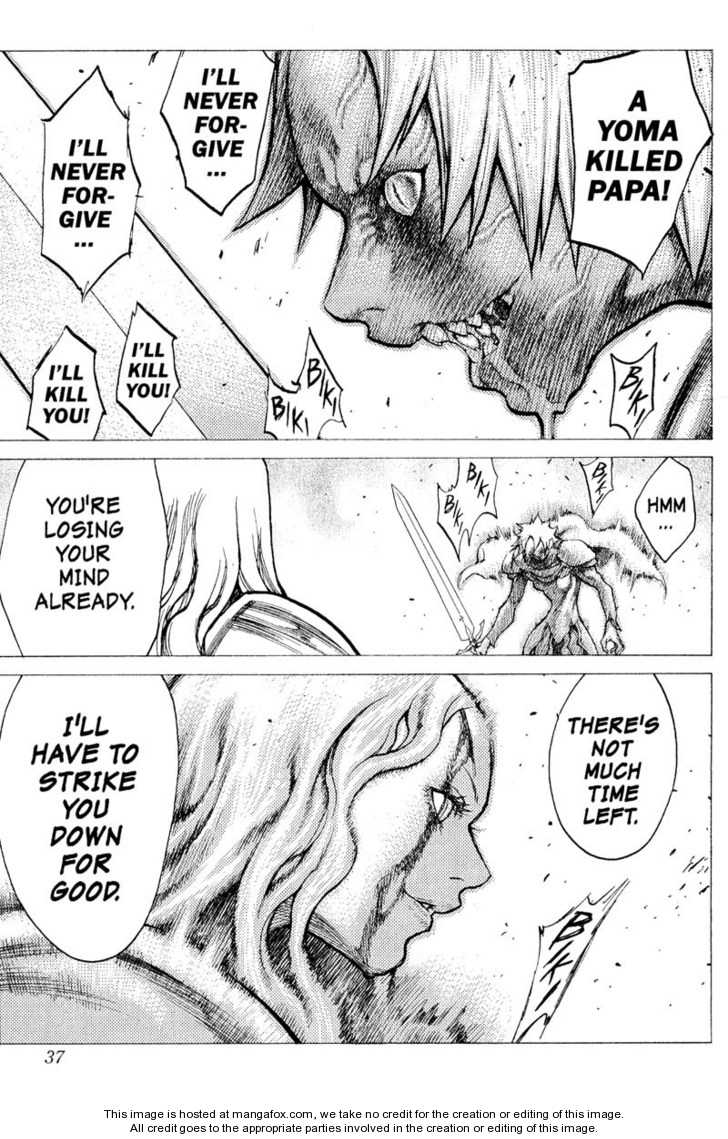 A
YOMA
KILLED
PAPA!
I'LL
NEVER
FOR-
GIVE
...
I'LL
NEVER
FOR-
GIVE
...
I'LL
KILL
YOU!
I'LL
KILL
YOU!
BIKI
BIKI
BIKI
HMM
...
BIKI
BIKI
BIKI
YOU'RE
LOSING
YOUR
MIND
ALREADY.
THERE'S
NOT
MUCH
TIME
LEFT.
I'LL
HAVE TO
STRIKE
YOU
DOWN
FOR
GOOD.
BIKI
37
This image is hosted at mangafox.com, we take no credit for the creation or editing of this image.
All credit goes to the appropriate parties involved in the creation or editing of this image.